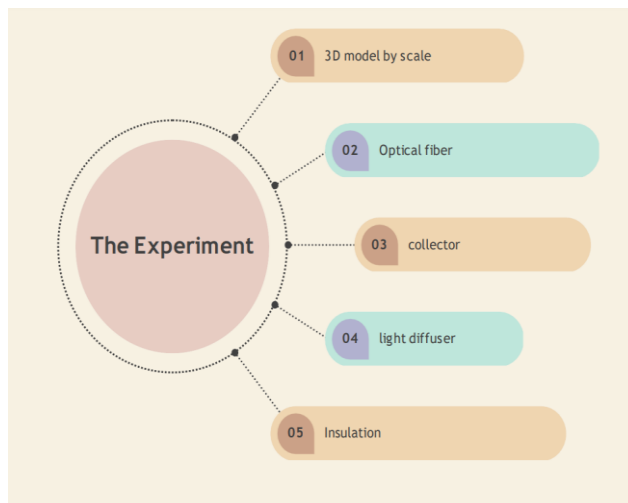 The Experiment
01 3D model by scale
02 Optical fiber
03 collector
04 light diffuser
05 Insulation